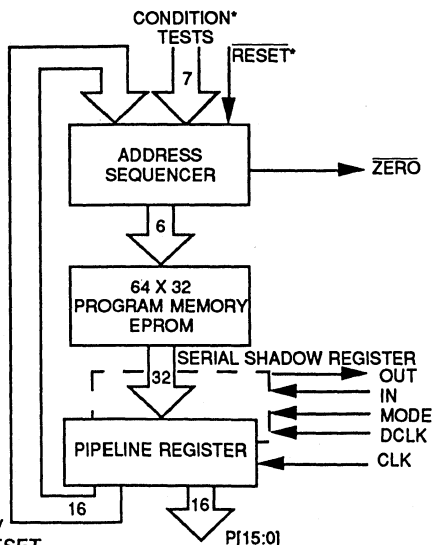 CONDITION*
TESTS
7
RESET*
ADDRESS
SEQUENCER
ZERO
6
64 X 32
PROGRAM MEMORY
EPROM
SERIAL SHADOW REGISTER
32
OUT
IN
MODE
DCLK
PIPELINE REGISTER
CLK
16
16
P[15:0]